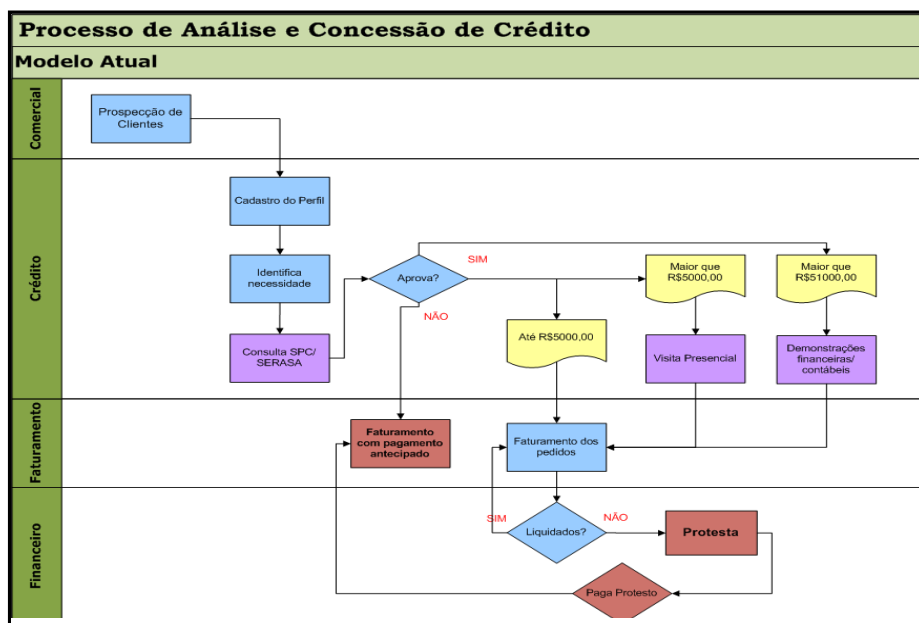 Processo de Análise e Concessão de Crédito
Modelo Atual
Comercial
Prospecção de
Clientes
Crédito
Cadastro do Perfil
Identifica
necessidade
Consulta SPC/
SERASA
Aprova?
SIM
NÃO
Até R$5000,00
Maior que
R$5000,00
Visita Presencial
Maior que
R$51000,00
Demonstrações
financeiras/
contábeis
Faturamento
Faturamento
com pagamento
antecipado
Faturamento dos
pedidos
Financeiro
SIM
Liquidados?
NÃO
Protesta
Paga Protesto